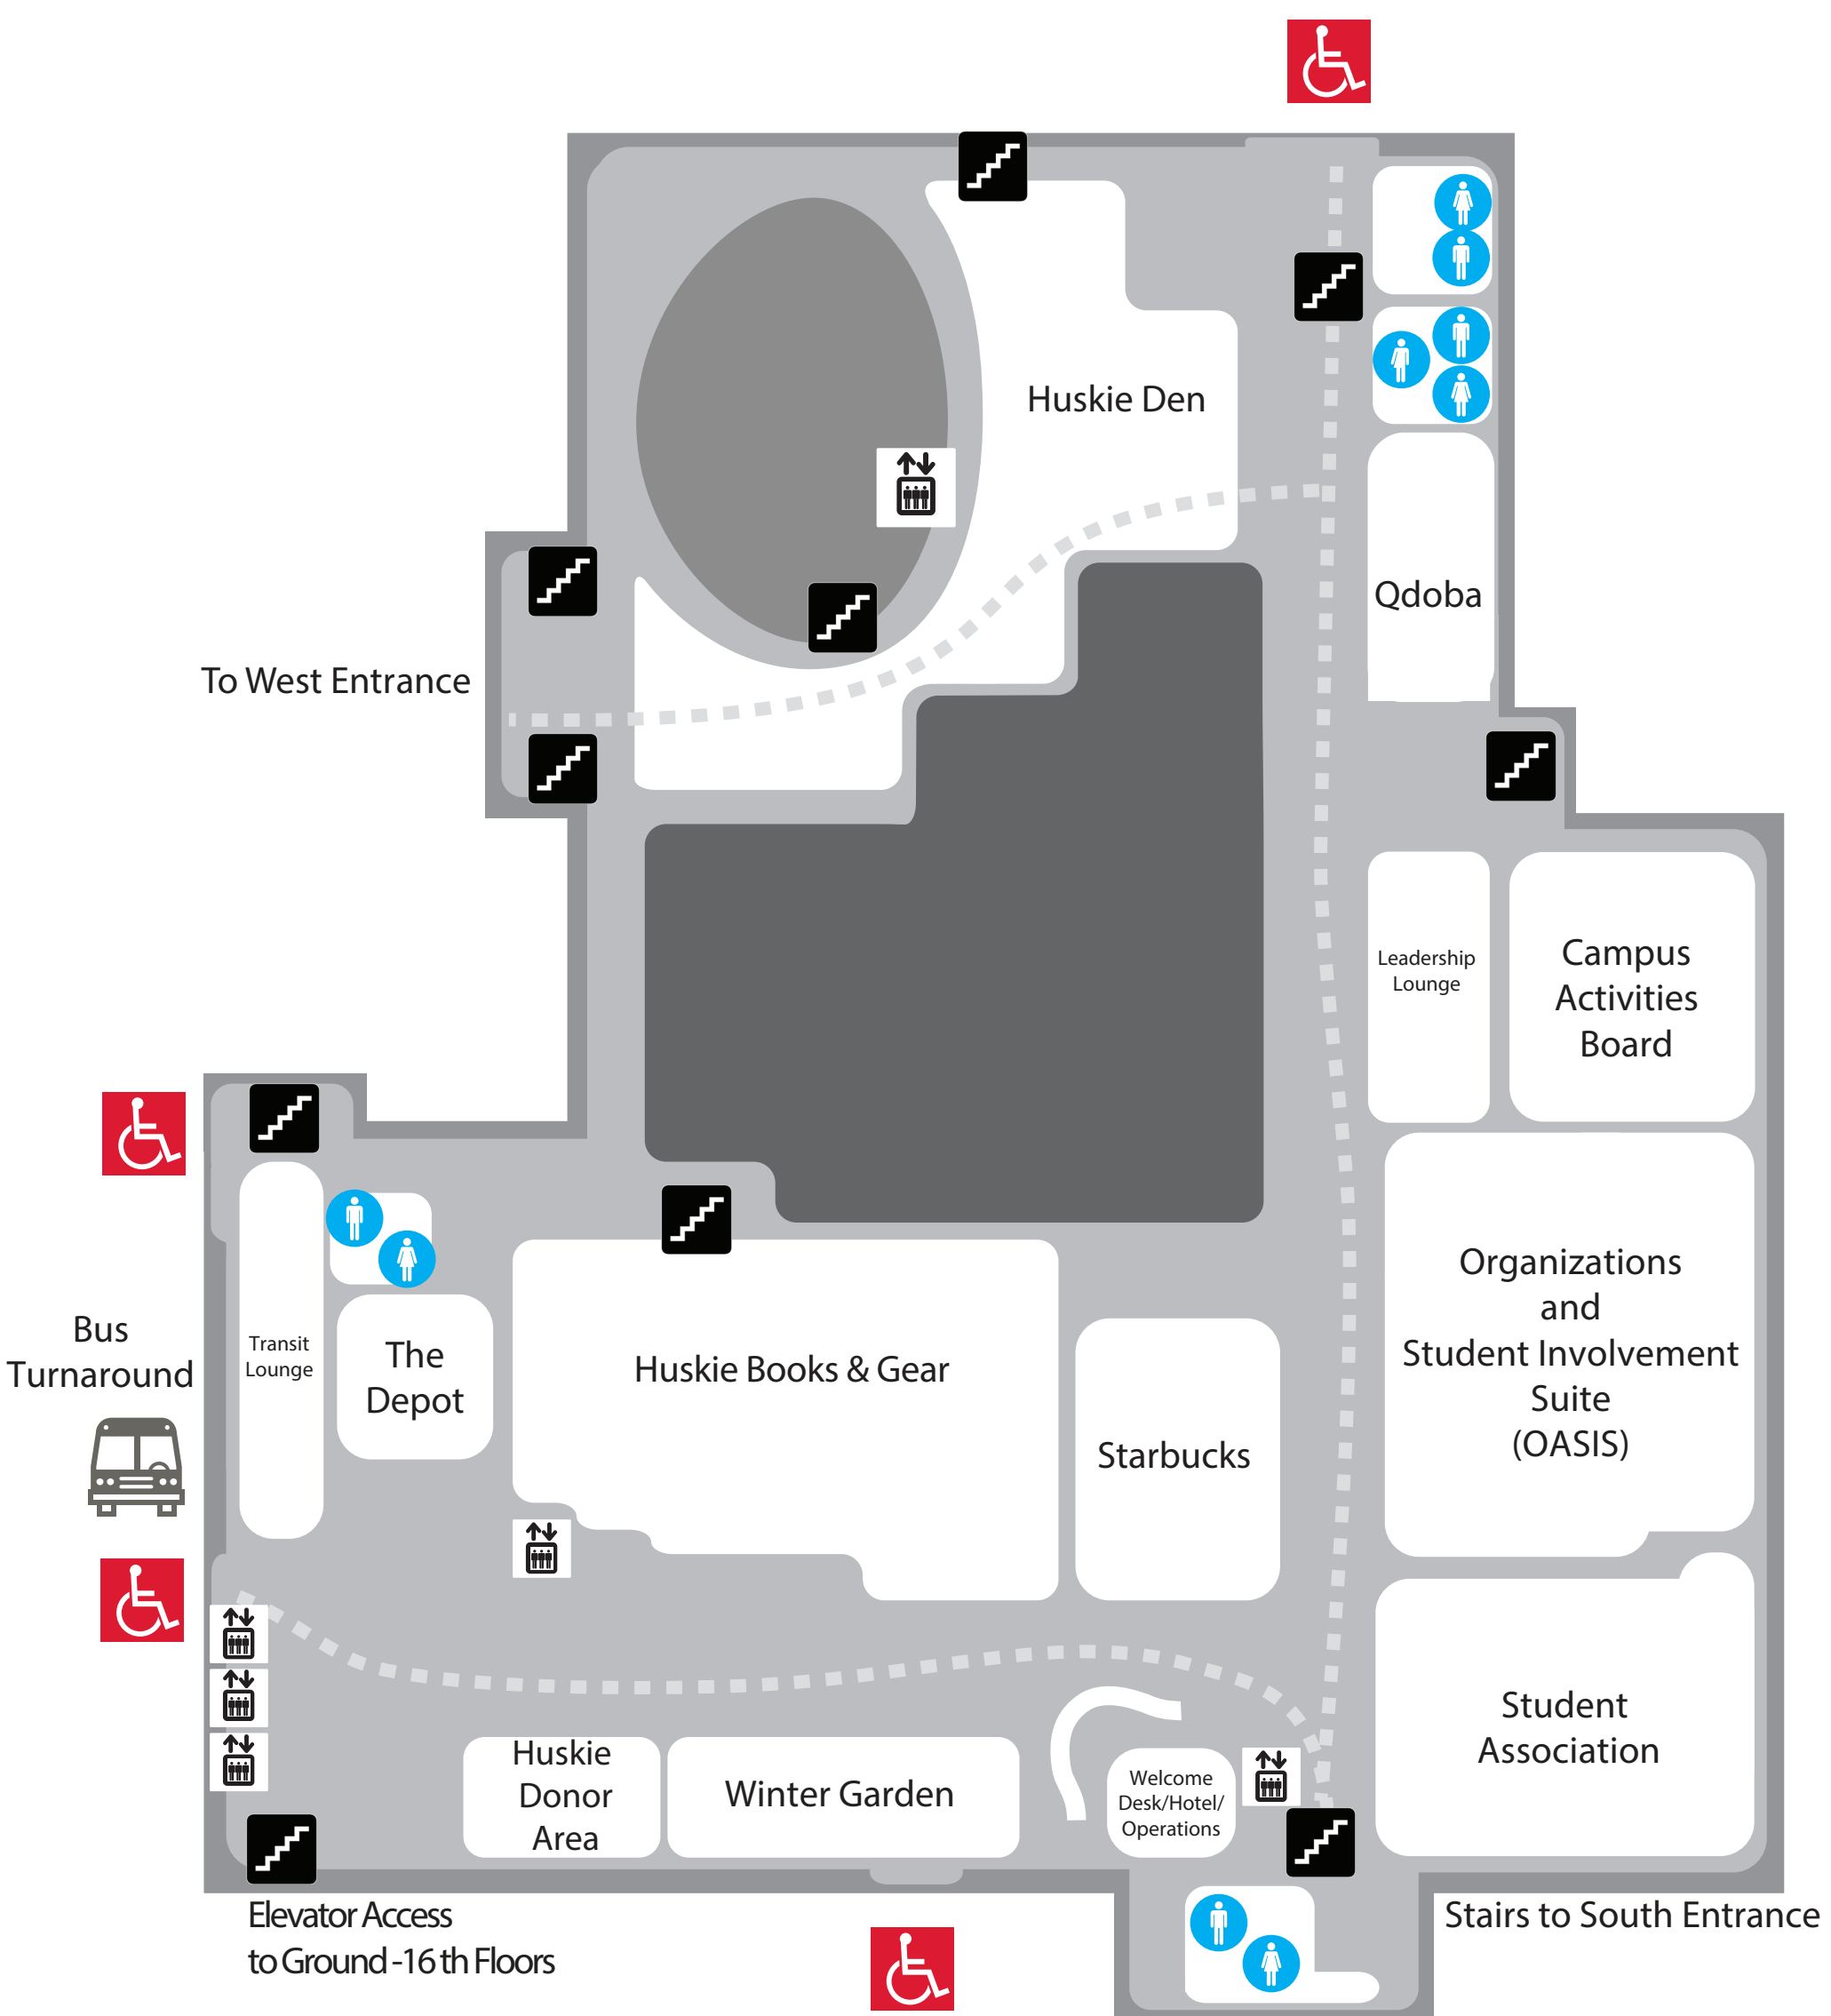 Huskie Den
Qdoba
To West Entrance
Leadership
Lounge
Campus
Activities
Board
Organizations
and
Student Involvement
Suite
(OASIS)
Bus
Turnaround
Transit
Lounge
The
Depot
Huskie Books & Gear
Starbucks
Student
Association
Huskie
Donor
Area
Winter Garden
Welcome
Desk/Hotel/
Operations
Elevator Access
to Ground -16 th Floors
Stairs to South Entrance